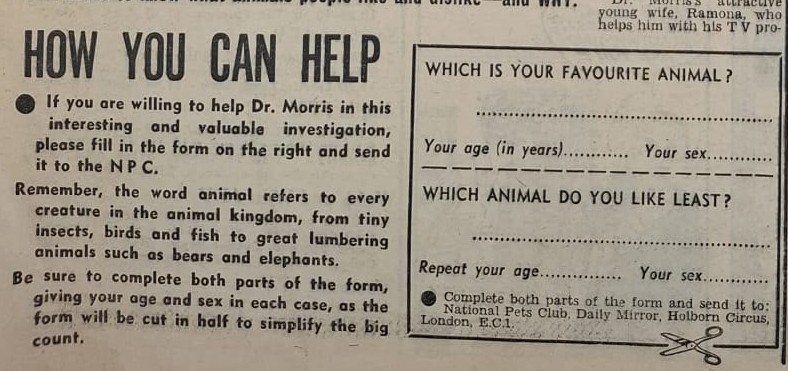 animals people like and dislike—and WHY.
Dr. Morris's attractive
young wife, Ramona, who
helps him with his T V pro-
HOW YOU CAN HELP
● If you are willing to help Dr. Morris in this
interesting and valuable investigation,
please fill in the form on the right and send
it to the N P C.
Remember, the word animal refers to every
creature in the animal kingdom, from tiny
insects, birds and fish to great lumbering
animals such as bears and elephants.
Be sure to complete both parts of the form,
giving your age and sex in each case, as the
form will be cut in half to simplify the big
count.
WHICH IS YOUR FAVOURITE ANIMAL?
Your age (in years)............ Your sex............
WHICH ANIMAL DO YOU LIKE LEAST?
Repeat your age............... Your sex............
● Complete both parts of the form and send it to:
National Pets Club, Daily Mirror, Holborn Circus,
London, E.C.1.